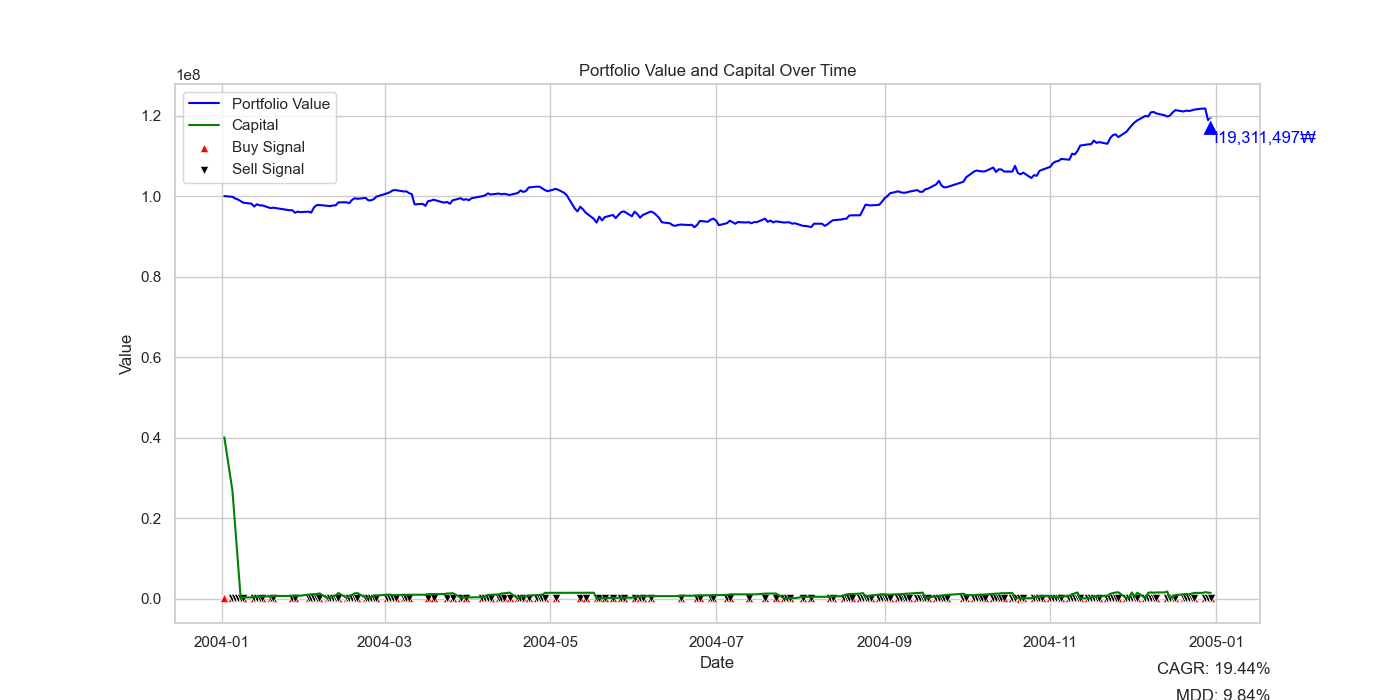 Portfolio Value and Capital Over Time
1e8
Portfolio Value
Capital
Buy Signal
Sell Signal
1.2
1.0
0.8
0.6
0.4
0.2
0.0
Value
119,311,497₩
2004-01
2004-03
2004-05
2004-07
2004-09
2004-11
2005-01
Date
CAGR: 19.44%
MDD: 9.84%